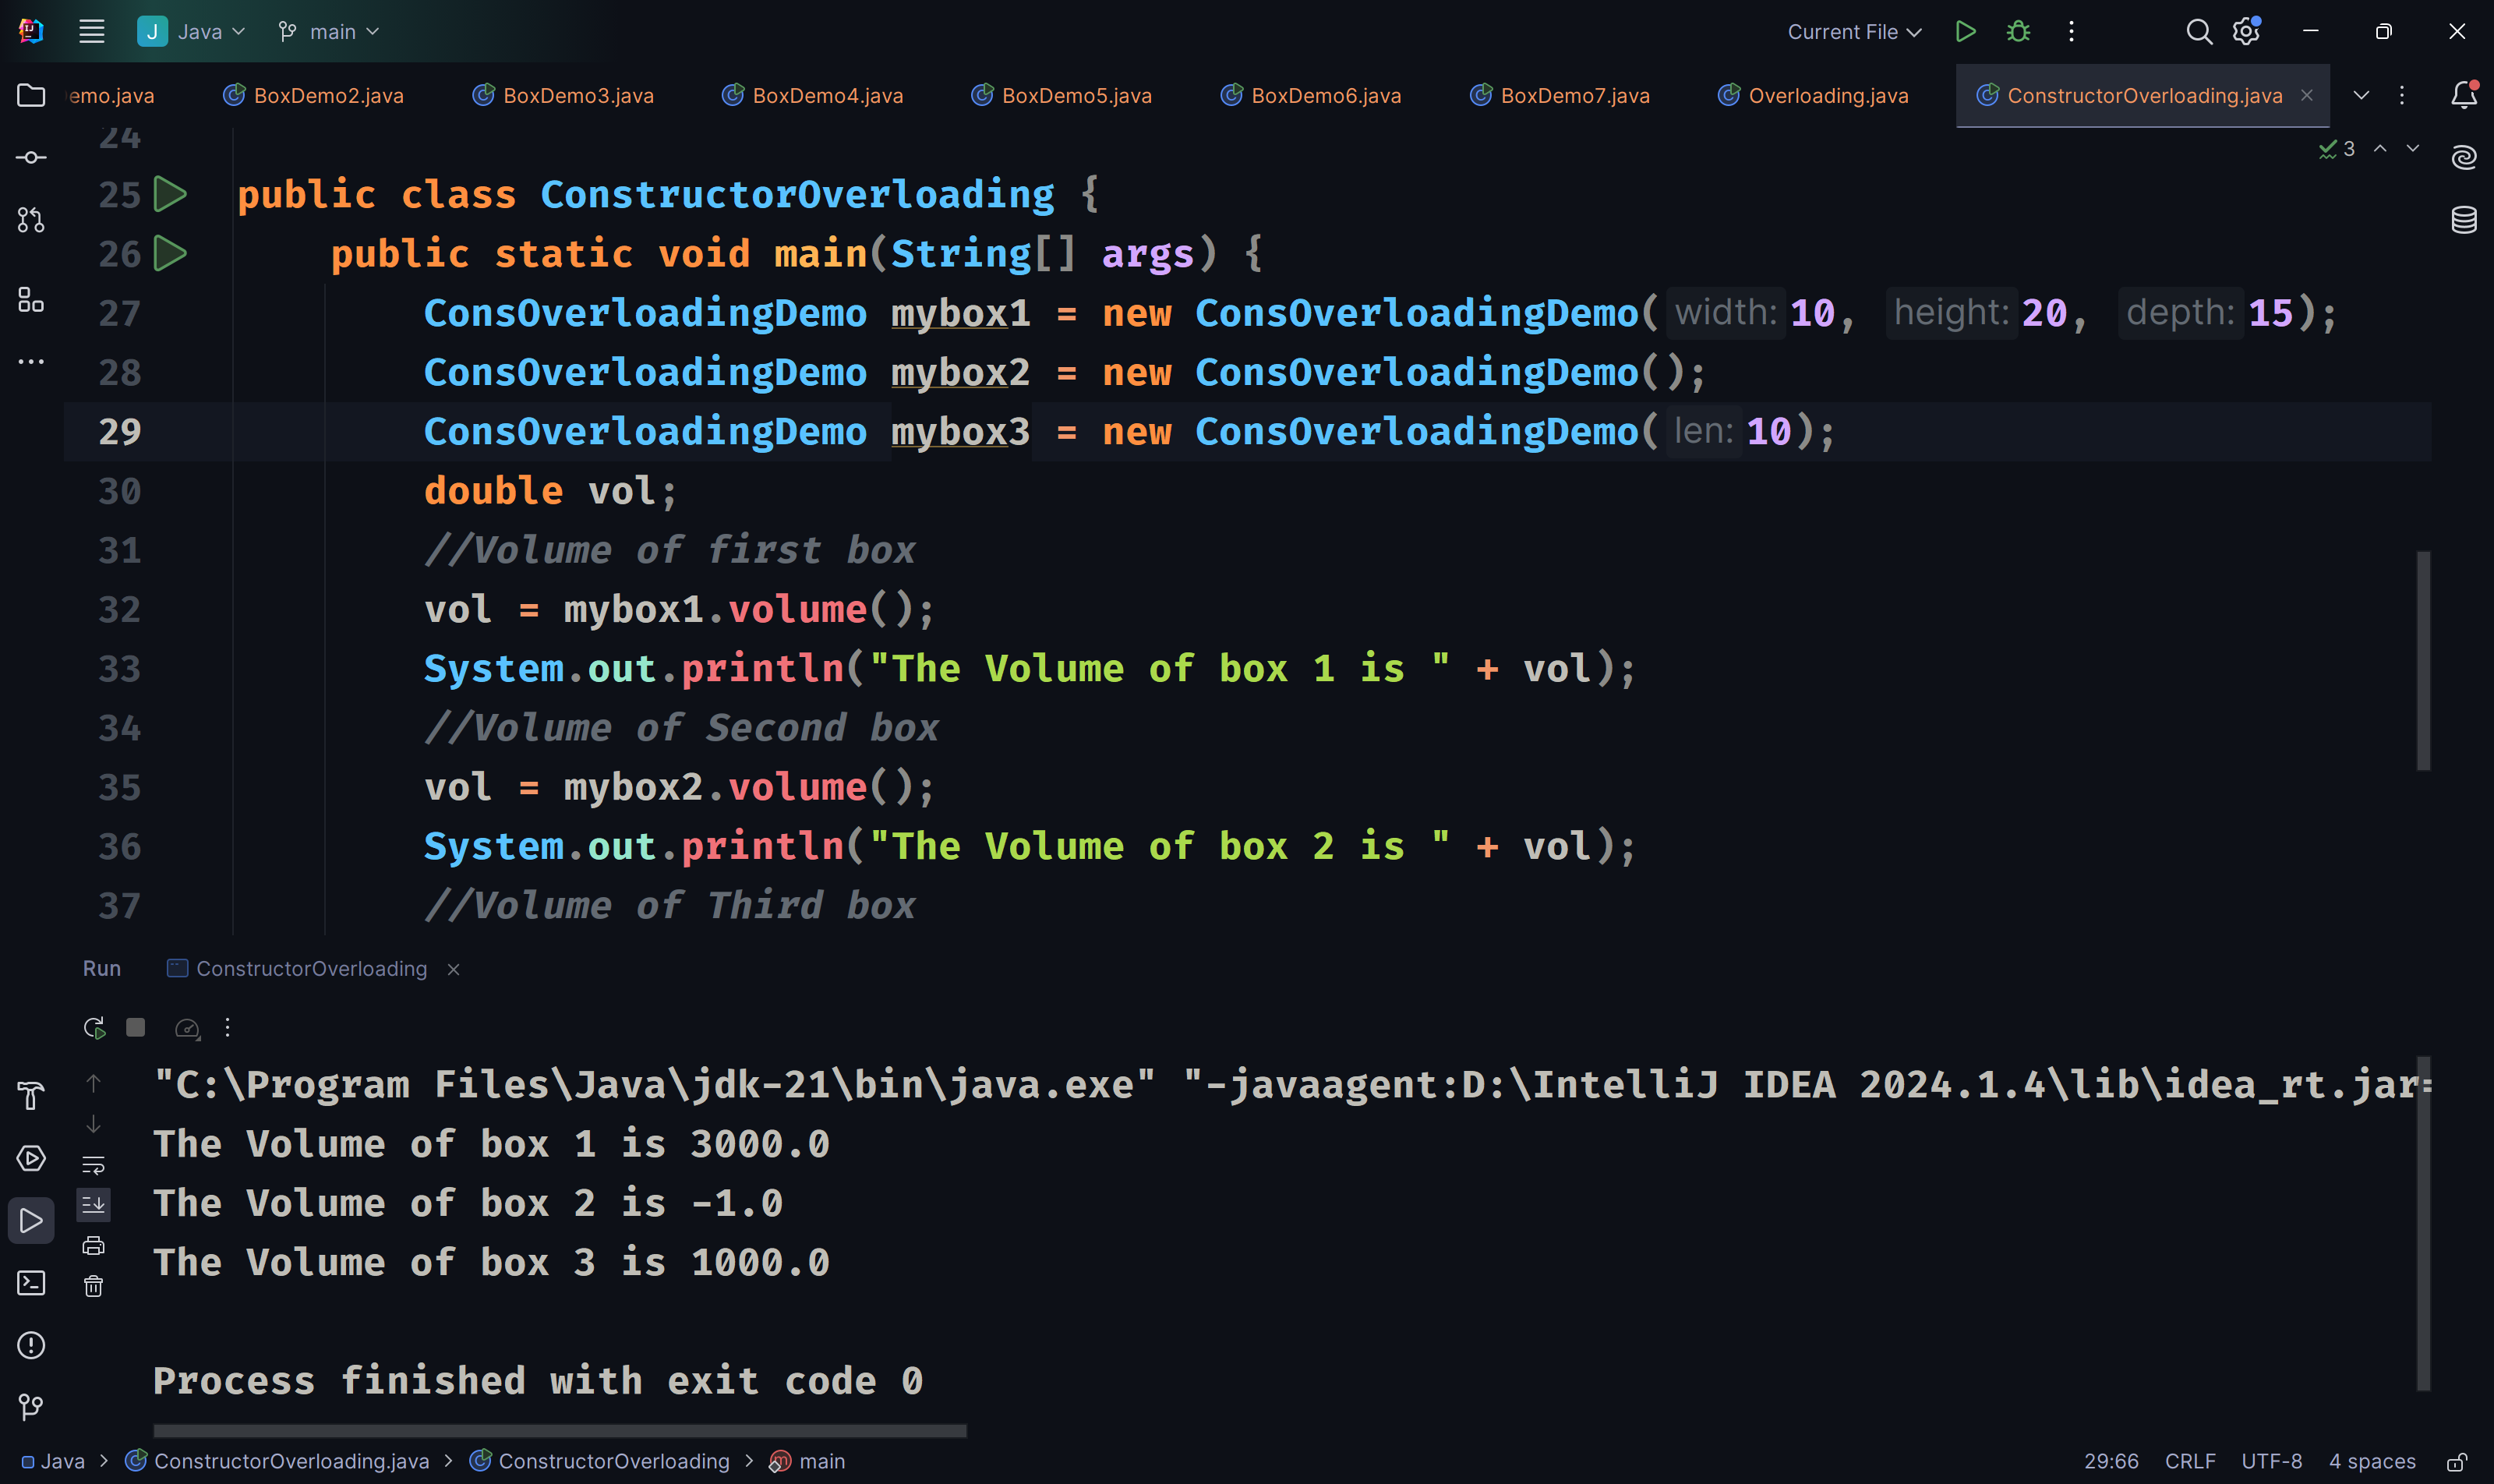 J Java main Current File
emo.java BoxDemo2.java BoxDemo3.java BoxDemo4.java BoxDemo5.java BoxDemo6.java BoxDemo7.java Overloading.java ConstructorOverloading.java
24
3
25 public class ConstructorOverloading {
26 public static void main(String[] args) {
27 ConsOverloadingDemo mybox1 = new ConsOverloadingDemo( width: 10, height: 20, depth: 15);
28 ConsOverloadingDemo mybox2 = new ConsOverloadingDemo();
29 ConsOverloadingDemo mybox3 = new ConsOverloadingDemo( len: 10);
30 double vol;
31 //Volume of first box
32 vol = mybox1.volume();
33 System.out.println("The Volume of box 1 is " + vol);
34 //Volume of Second box
35 vol = mybox2.volume();
36 System.out.println("The Volume of box 2 is " + vol);
37 //Volume of Third box
Run ConstructorOverloading
"C:\Program Files\Java\jdk-21\bin\java.exe" "-javaagent:D:\IntelliJ IDEA 2024.1.4\lib\idea_rt.jar=
The Volume of box 1 is 3000.0
The Volume of box 2 is -1.0
The Volume of box 3 is 1000.0
Process finished with exit code 0
Java > ConstructorOverloading.java > ConstructorOverloading > main 29:66 CRLF UTF-8 4 spaces